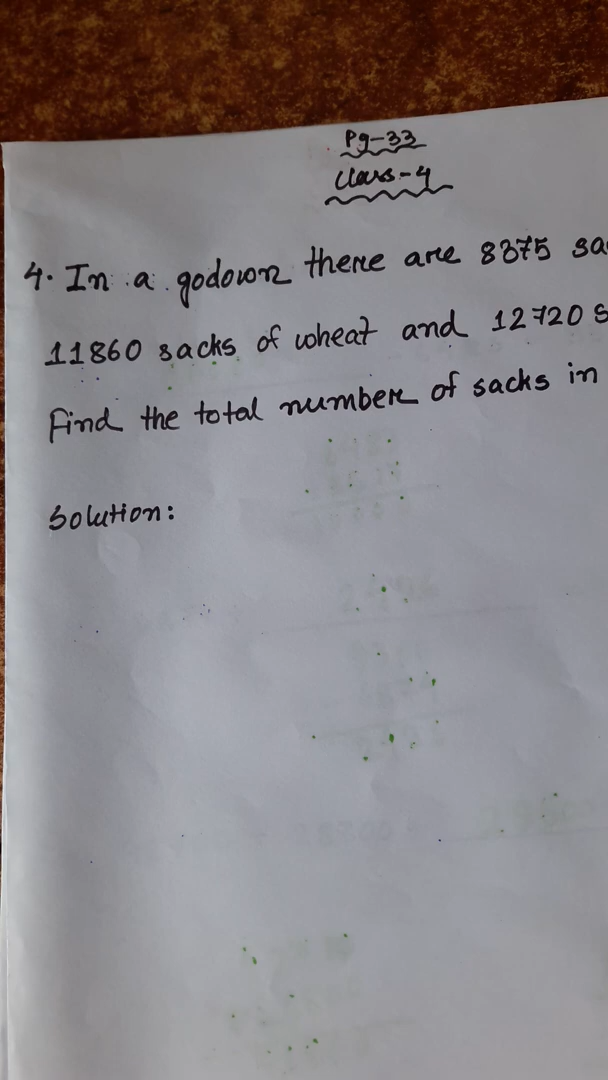 Pg-33
Class-4
4. In a godown there are 8375 sa
11860 sacks of wheat and 12720 s
Find the total number of sacks in
Solution: